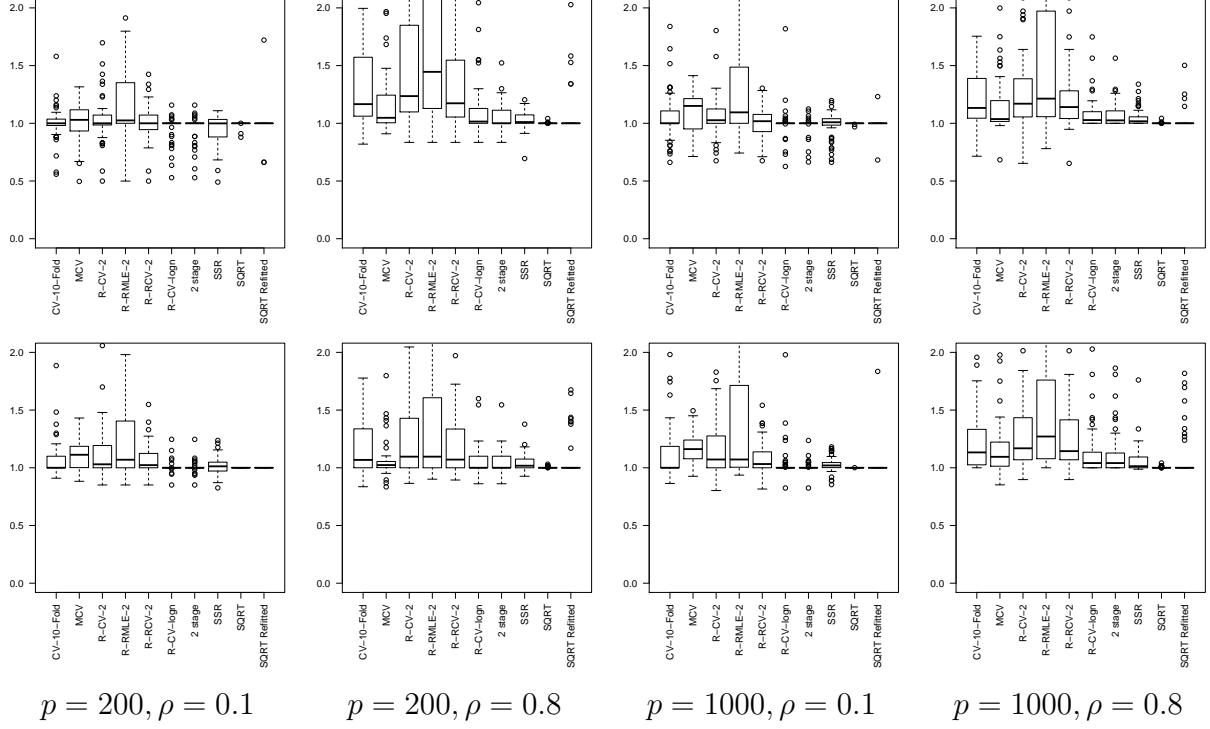 2.0 2.0 2.0 2.0
1.5 1.5 1.5 1.5
1.0 1.0 1.0 1.0
0.5 0.5 0.5 0.5
0.0 0.0 0.0 0.0
CV−10−Fold MCV R−CV−2 R−RMLE−2 R−RCV−2 R−CV−logn 2 stage SSR SQRT SQRT Refitted
CV−10−Fold MCV R−CV−2 R−RMLE−2 R−RCV−2 R−CV−logn 2 stage SSR SQRT SQRT Refitted
CV−10−Fold MCV R−CV−2 R−RMLE−2 R−RCV−2 R−CV−logn 2 stage SSR SQRT SQRT Refitted
CV−10−Fold MCV R−CV−2 R−RMLE−2 R−RCV−2 R−CV−logn 2 stage SSR SQRT SQRT Refitted
2.0 2.0 2.0 2.0
1.5 1.5 1.5 1.5
1.0 1.0 1.0 1.0
0.5 0.5 0.5 0.5
0.0 0.0 0.0 0.0
CV−10−Fold MCV R−CV−2 R−RMLE−2 R−RCV−2 R−CV−logn 2 stage SSR SQRT SQRT Refitted
CV−10−Fold MCV R−CV−2 R−RMLE−2 R−RCV−2 R−CV−logn 2 stage SSR SQRT SQRT Refitted
CV−10−Fold MCV R−CV−2 R−RMLE−2 R−RCV−2 R−CV−logn 2 stage SSR SQRT SQRT Refitted
CV−10−Fold MCV R−CV−2 R−RMLE−2 R−RCV−2 R−CV−logn 2 stage SSR SQRT SQRT Refitted
p = 200, ρ = 0.1 p = 200, ρ = 0.8 p = 1000, ρ = 0.1 p = 1000, ρ = 0.8